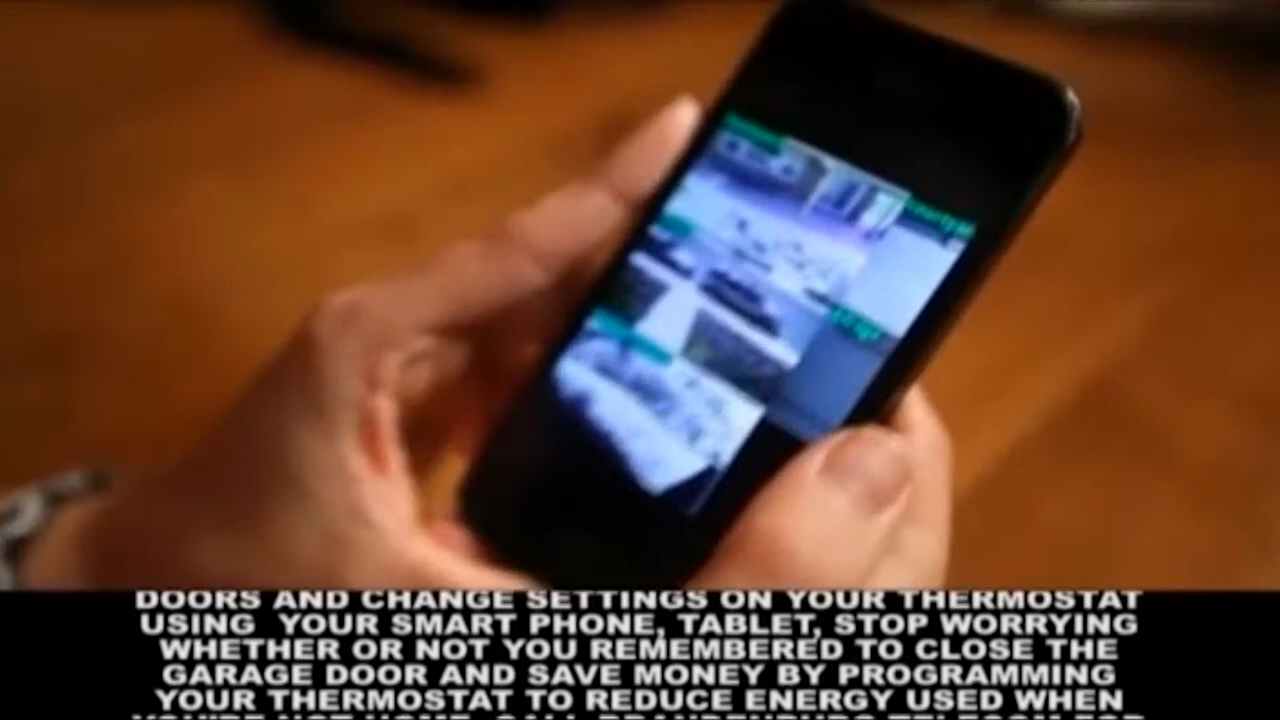 DOORS AND CHANGE SETTINGS ON YOUR THERMOSTAT
USING YOUR SMART PHONE, TABLET, STOP WORRYING
WHETHER OR NOT YOU REMEMBERED TO CLOSE THE
GARAGE DOOR AND SAVE MONEY BY PROGRAMMING
YOUR THERMOSTAT TO REDUCE ENERGY USED WHEN